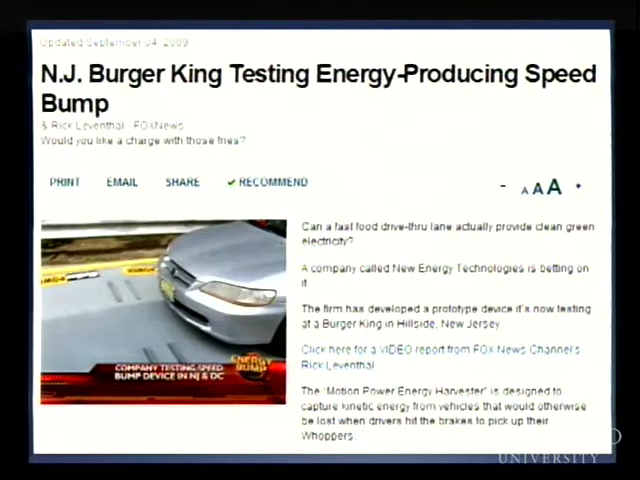 Updated September 04, 2009
N.J. Burger King Testing Energy-Producing Speed
Bump
& Rick Leventhal - FOXNews
Would you like a charge with those fries?
PRINT EMAIL SHARE ✔ RECOMMEND - A A A +
Can a fast food drive-thru lane actually provide clean green
electricity?
A company called New Energy Technologies is betting on
it
The firm has developed a prototype device it's now testing
at a Burger King in Hillside, New Jersey
Click here for a VIDEO report from FOX News Channel's
Rick Leventhal
The "Motion Power Energy Harvester" is designed to
capture kinetic energy from vehicles that would otherwise
be lost when drivers hit the brakes to pick up their
Whoppers.
COMPANY TESTING SPEED
BUMP DEVICE IN NJ & DC
ENERGY
BUMP
UNIVERSITY